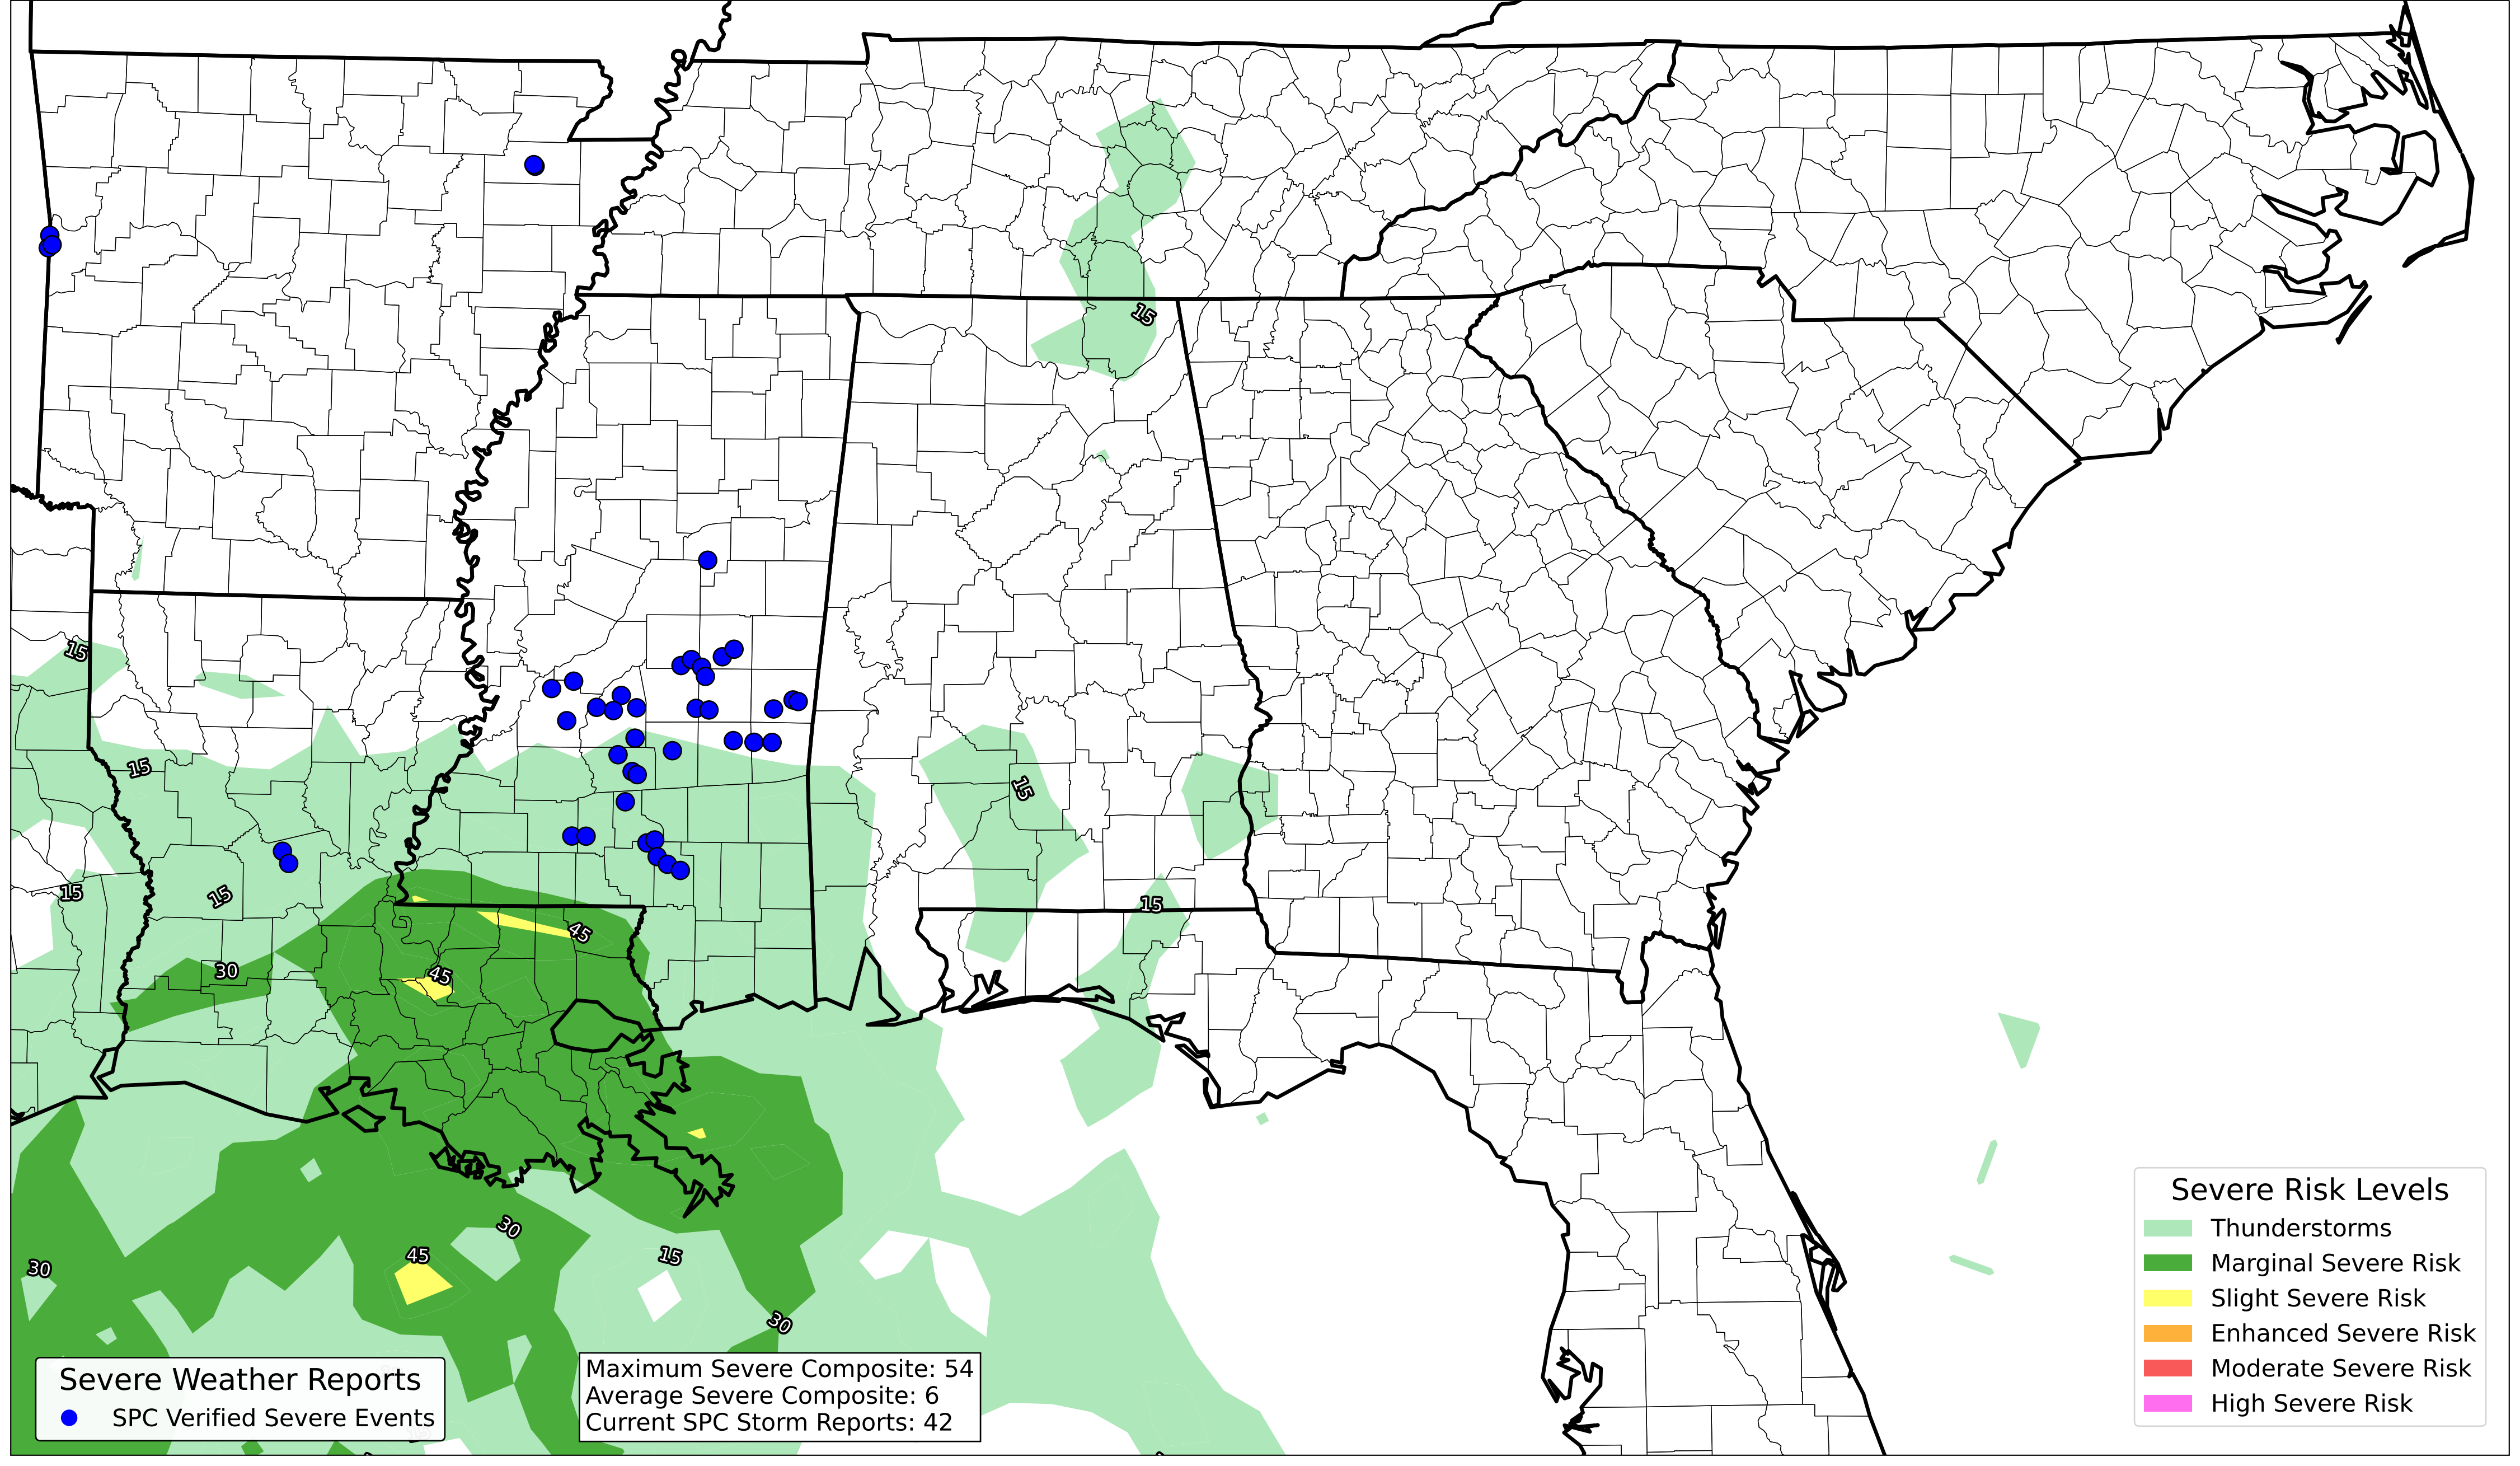 15
15
15
15
15
15
15
30
45
45
30
15
45
30
30
Severe Weather Reports
SPC Verified Severe Events
Maximum Severe Composite: 54
Average Severe Composite: 6
Current SPC Storm Reports: 42
Severe Risk Levels
Thunderstorms
Marginal Severe Risk
Slight Severe Risk
Enhanced Severe Risk
Moderate Severe Risk
High Severe Risk